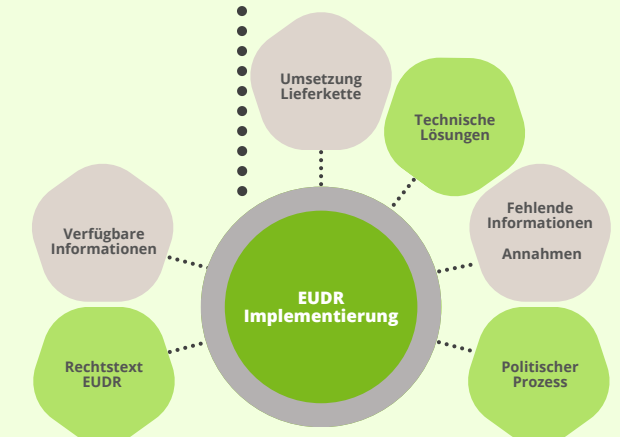 Umsetzung
Lieferkette
Technische
Lösungen
Verfügbare
Informationen
Fehlende
Informationen
Annahmen
EUDR
Implementierung
Rechtstext
EUDR
Politischer
Prozess